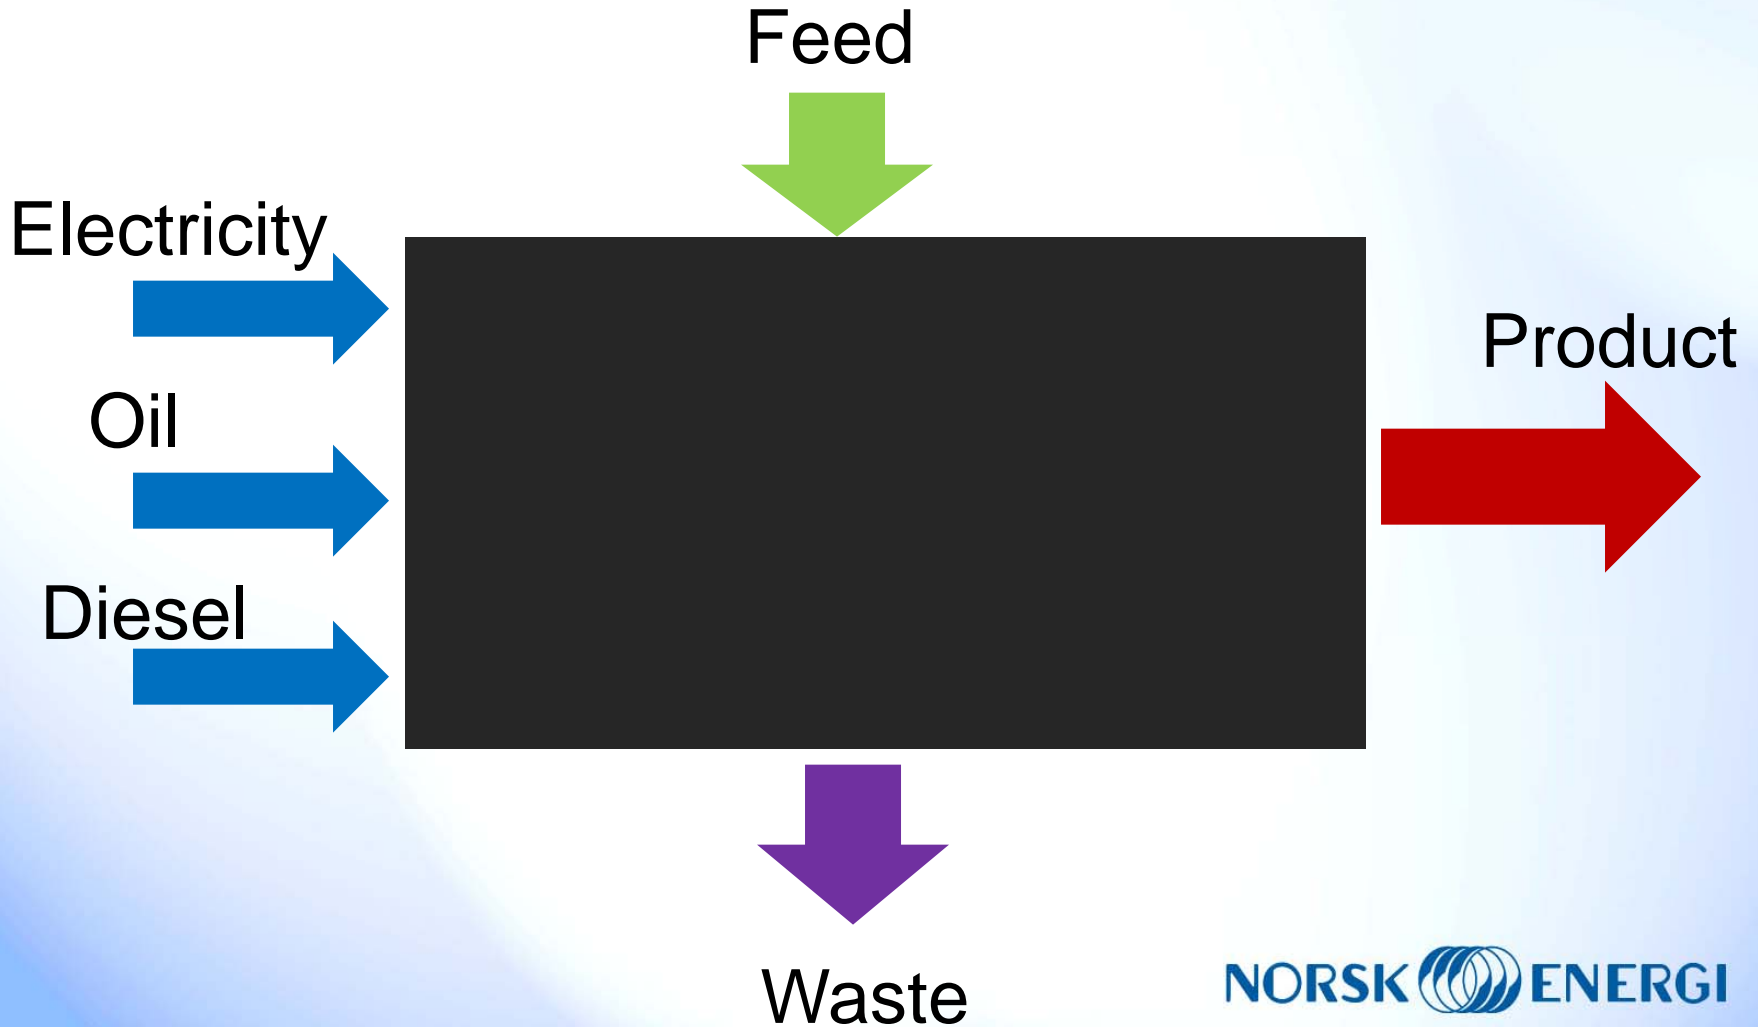 Feed
Electricity
Product
Oil
Diesel
Waste
NORSK ENERGI